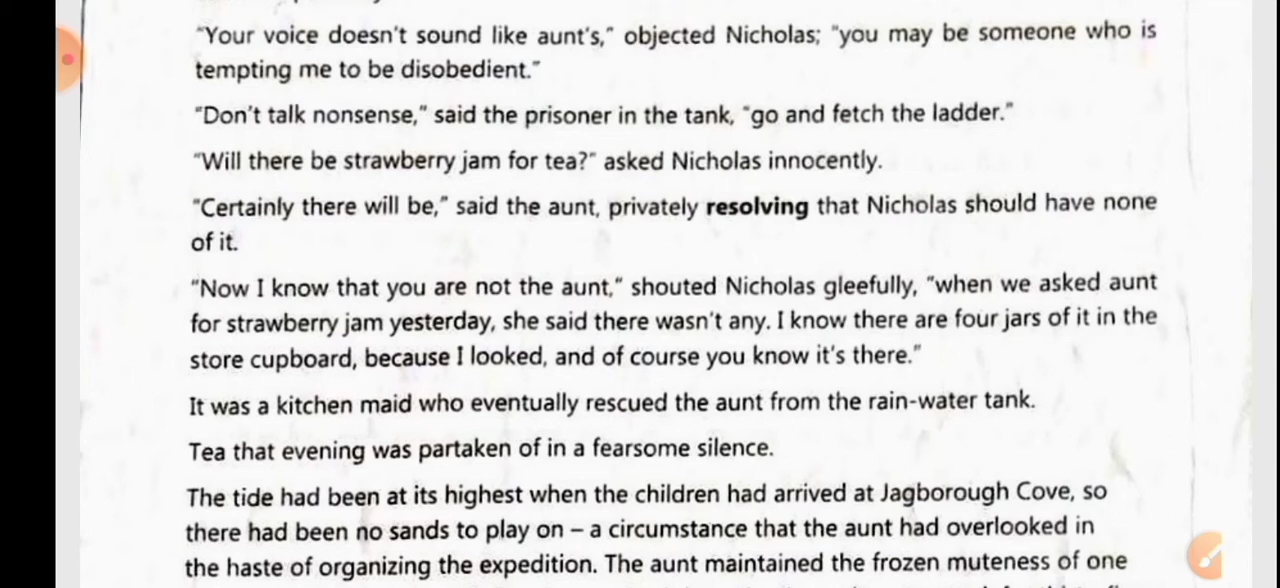 "Your voice doesn't sound like aunt's," objected Nicholas; "you may be someone who is
tempting me to be disobedient."
"Don't talk nonsense," said the prisoner in the tank, "go and fetch the ladder."
"Will there be strawberry jam for tea?" asked Nicholas innocently.
"Certainly there will be," said the aunt, privately resolving that Nicholas should have none
of it.
"Now I know that you are not the aunt," shouted Nicholas gleefully, "when we asked aunt
for strawberry jam yesterday, she said there wasn't any. I know there are four jars of it in the
store cupboard, because I looked, and of course you know it's there."
It was a kitchen maid who eventually rescued the aunt from the rain-water tank.
Tea that evening was partaken of in a fearsome silence.
The tide had been at its highest when the children had arrived at Jagborough Cove, so
there had been no sands to play on – a circumstance that the aunt had overlooked in
the haste of organizing the expedition. The aunt maintained the frozen muteness of one